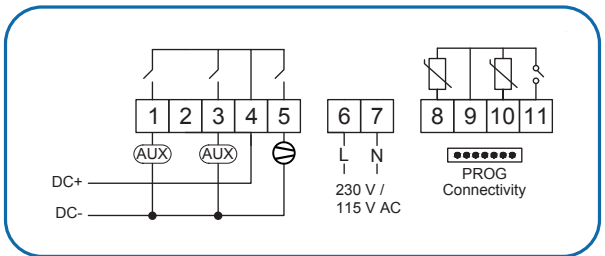 1 2 3 4 5 6 7 8 9 10 11
AUX AUX L N
PROG
Connectivity
DC+
230 V /
115 V AC
DC-